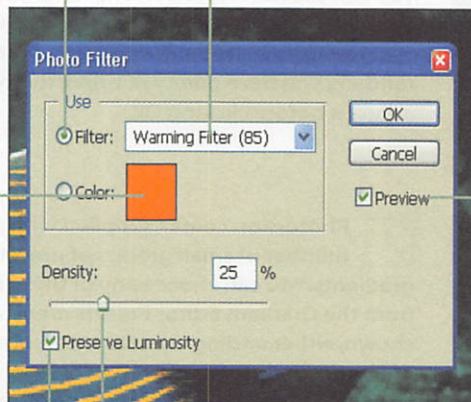 Photo Filter
Use
Filter: Warming Filter (85)
OK
Cancel
Color:
Preview
Density: 25 %
Preserve Luminosity